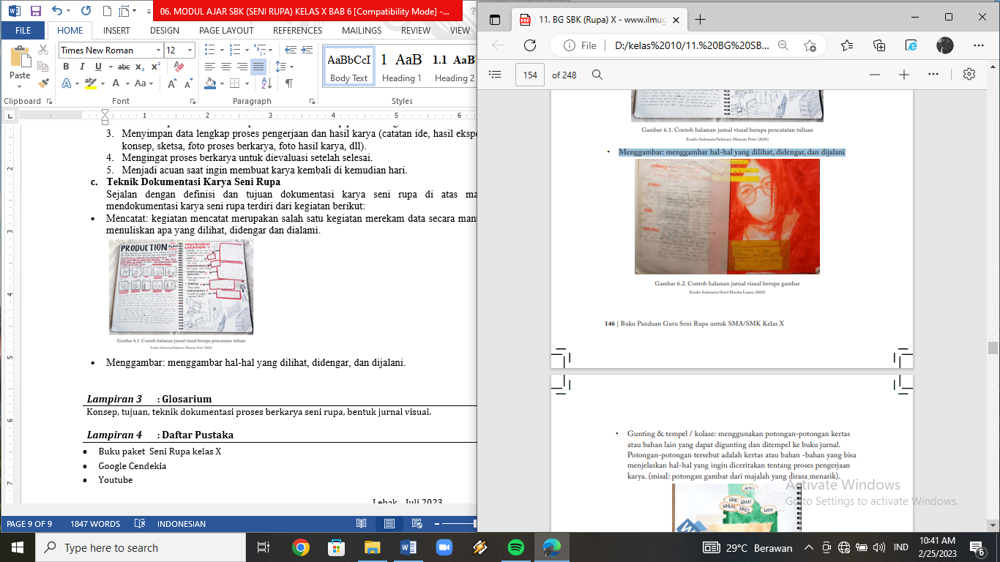 06. MODUL AJAR SBK (SENI RUPA) KELAS X BAB 6 [Compatibility Mode] -...
FILE
HOME
INSERT
DESIGN
PAGE LAYOUT
REFERENCES
MAILINGS
REVIEW
VIEW
Paste
Times New Roman
12
AaBbCcI
1 AaB
1.1 AaB
Body Text
Heading 1
Heading 2
Clipboard
Font
Paragraph
Styles
3. Menyimpan data lengkap proses pengerjaan dan hasil karya (catatan ide, hasil ekspe
konsep, sketsa, foto proses berkarya, foto hasil karya, dll).
4. Mengingat proses berkarya untuk dievaluasi setelah selesai.
5. Menjadi acuan saat ingin membuat karya kembali di kemudian hari.
c. Teknik Dokumentasi Karya Seni Rupa
Sejalan dengan definisi dan tujuan dokumentasi karya seni rupa di atas ma
mendokumentasi karya seni rupa terdiri dari kegiatan berikut:
• Mencatat: kegiatan mencatat merupakan salah satu kegiatan merekam data secara man
menuliskan apa yang dilihat, didengar dan dialami.
PRODUCTION PLAN
Gambar 6.1. Contoh halaman jurnal visual berupa pencatatan tulisan
Erudio Indonesia/Sekarayu Maryam Putri (2020)
• Menggambar: menggambar hal-hal yang dilihat, didengar, dan dijalani.
Lampiran 3 : Glosarium
Konsep, tujuan, teknik dokumentasi proses berkarya seni rupa, bentuk jurnal visual.
Lampiran 4 : Daftar Pustaka
• Buku paket Seni Rupa kelas X
• Google Cendekia
• Youtube
Lebak, Juli 2023
PAGE 9 OF 9
1847 WORDS
INDONESIAN
11. BG SBK (Rupa) X - www.ilmug
File
D:/kelas%2010/11.%20BG%20SB...
154
of 248
Gambar 6.1. Contoh halaman jurnal visual berupa pencatatan tulisan
Erudio Indonesia/Sekarayu Maryam Putri (2020)
• Menggambar: menggambar hal-hal yang dilihat, didengar, dan dijalani
Gambar 6.2. Contoh halaman jurnal visual berupa gambar
Erudio Indonesia/Aziel Marsha Luana (2020)
146 | Buku Panduan Guru Seni Rupa untuk SMA/SMK Kelas X
• Gunting & tempel / kolase: menggunakan potongan-potongan kertas
atau bahan lain yang dapat digunting dan ditempel ke buku jurnal.
Potongan-potongan tersebut adalah kertas atau bahan -bahan yang bisa
menjelaskan hal-hal yang ingin diceritakan tentang proses pengerjaan
karya. (misal: potongan gambar dari majalah yang dirasa menarik).
WHAT
WHY
Activate Windows
Go to Settings to activate Windows.
Type here to search
29°C Berawan
IND
10:41 AM
2/25/2023
6